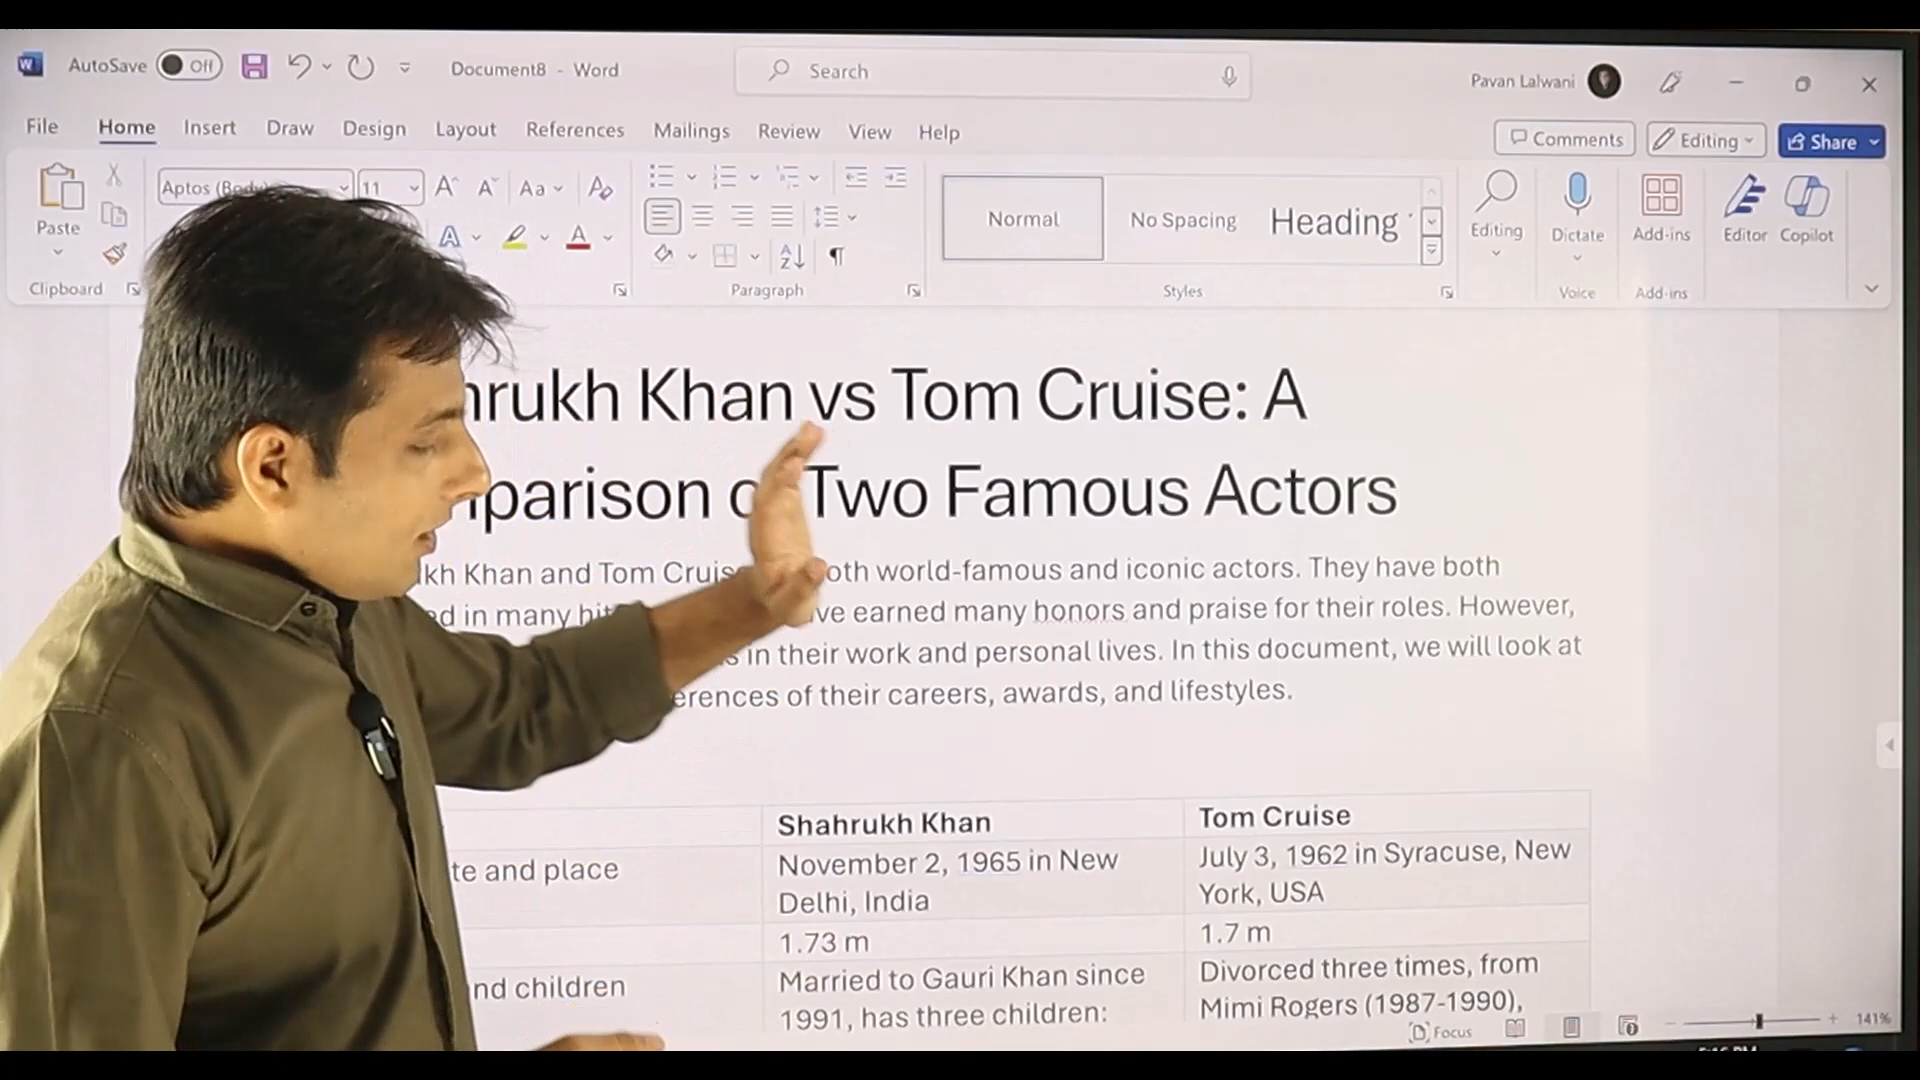 AutoSave Off Document8 - Word Search Pavan Lalwani
File Home Insert Draw Design Layout References Mailings Review View Help Comments Editing Share
Aptos 11 Aa
Paste
Normal No Spacing Heading
Editing Dictate Add-ins Editor Copilot
Clipboard Paragraph Styles Voice Add-ins
hrukh Khan vs Tom Cruise: A
parison Two Famous Actors
kh Khan and Tom Cruis oth world-famous and iconic actors. They have both
d in many hit ve earned many honors and praise for their roles. However,
s in their work and personal lives. In this document, we will look at
erences of their careers, awards, and lifestyles.
Shahrukh Khan Tom Cruise
te and place November 2, 1965 in New July 3, 1962 in Syracuse, New
Delhi, India York, USA
1.73 m 1.7 m
nd children Married to Gauri Khan since Divorced three times, from
1991, has three children: Mimi Rogers (1987-1990),
Focus 141%